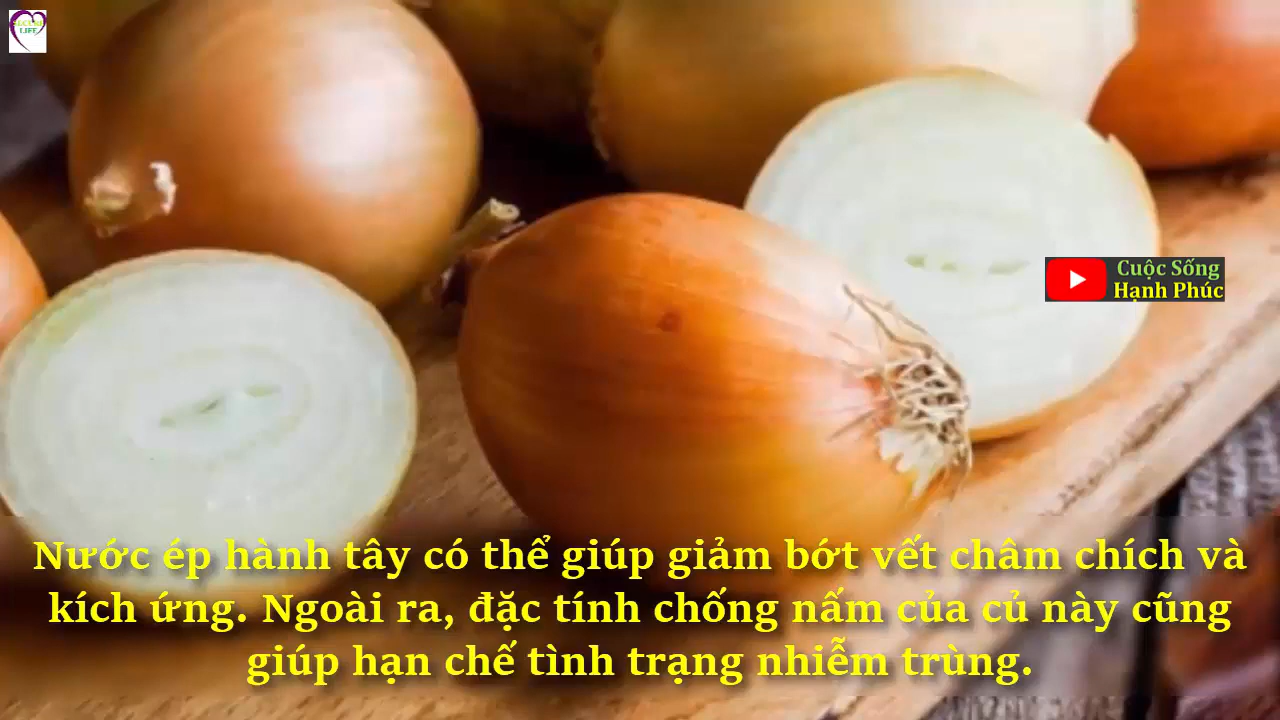 LIFE
Cuộc Sống
Hạnh Phúc
Nước ép hành tây có thể giúp giảm bớt vết châm chích và
kích ứng. Ngoài ra, đặc tính chống nấm của củ này cũng
giúp hạn chế tình trạng nhiễm trùng.